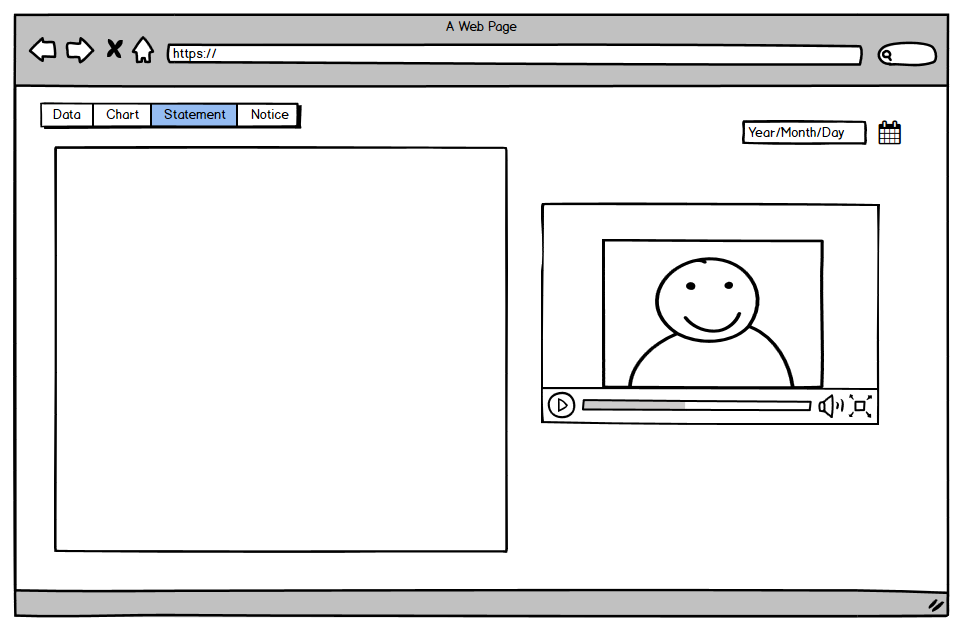 A Web Page
https://
Data Chart Statement Notice
Year/Month/Day